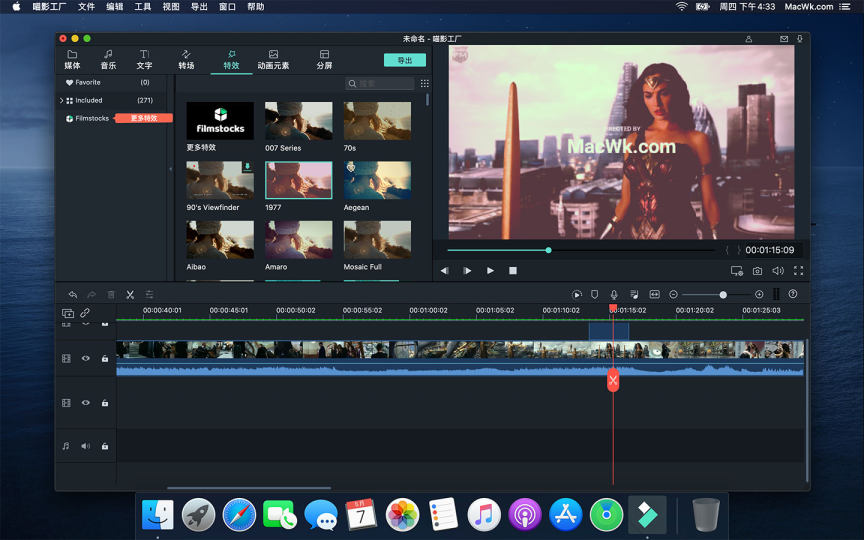 喵影工厂 文件 编辑 工具 视图 导出 窗口 帮助
周四 下午 4:33 MacWk.com
未命名 - 喵影工厂
媒体 音乐 文字 转场 特效 动画元素 分屏
导出
Favorite (0)
Included (271)
Filmstocks 更多特效
搜索
filmstocks
更多特效 007 Series 70s
90's Viewfinder 1977 Aegean
Aibao Amaro Mosaic Full
DIRECTED BY
MacWk.com
00:01:15:09
00:00:40:01 00:00:45:01 00:00:50:02 00:00:55:02 00:01:00:02 00:01:05:02 00:01:10:02 00:01:15:02 00:01:20:02 00:01:25:03
5月
7